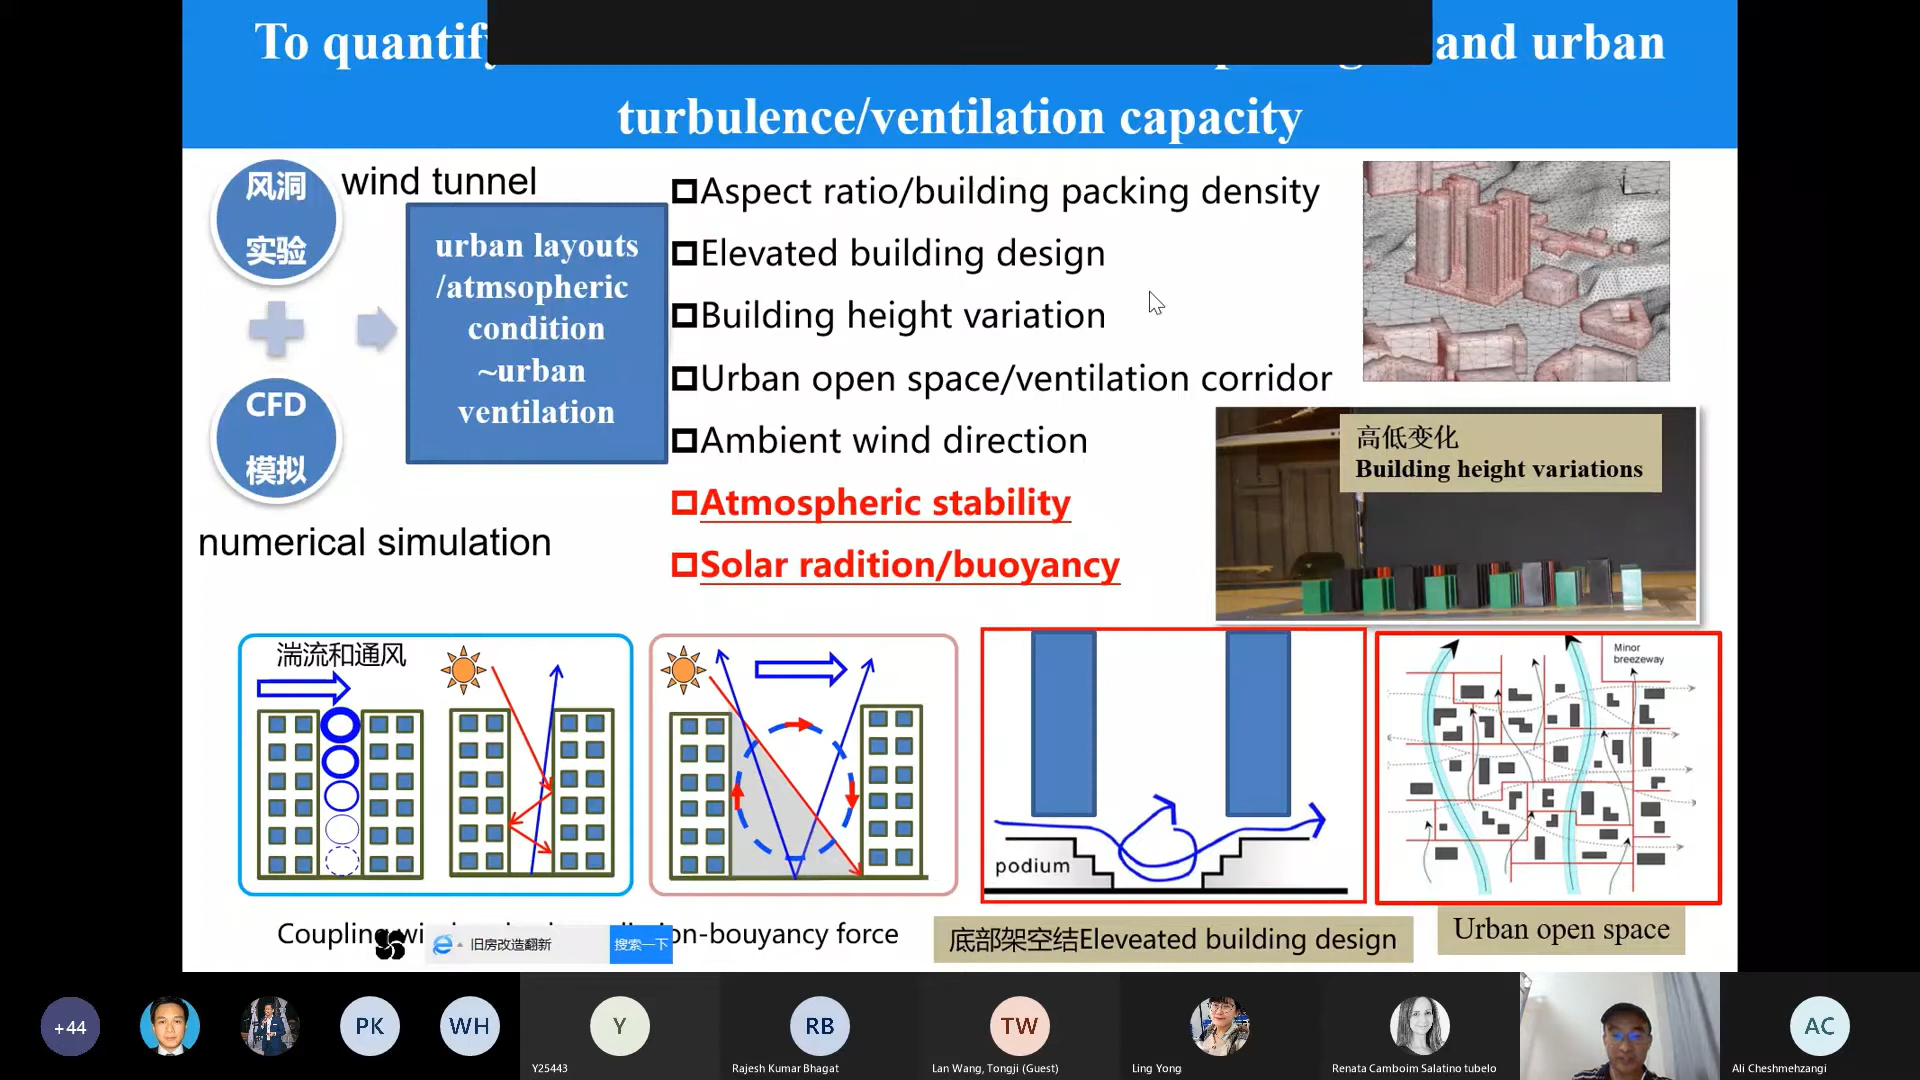 To quantify
and urban
turbulence/ventilation capacity
风洞
实验
wind tunnel
CFD
模拟
numerical simulation
urban layouts
/atmsopheric
condition
~urban
ventilation
Aspect ratio/building packing density
Elevated building design
Building height variation
Urban open space/ventilation corridor
Ambient wind direction
Atmospheric stability
Solar radition/buoyancy
高低变化
Building height variations
湍流和通风
podium
Minor
breezeway
Coupling
on-bouyancy force
旧房改造翻新
搜索一下
底部架空结Eleveated building design
Urban open space
+44
PK
WH
Y
Y25443
RB
Rajesh Kumar Bhagat
TW
Lan Wang, Tongji (Guest)
Ling Yong
Renata Camboim Salatino tubelo
AC
Ali Cheshmehzangi